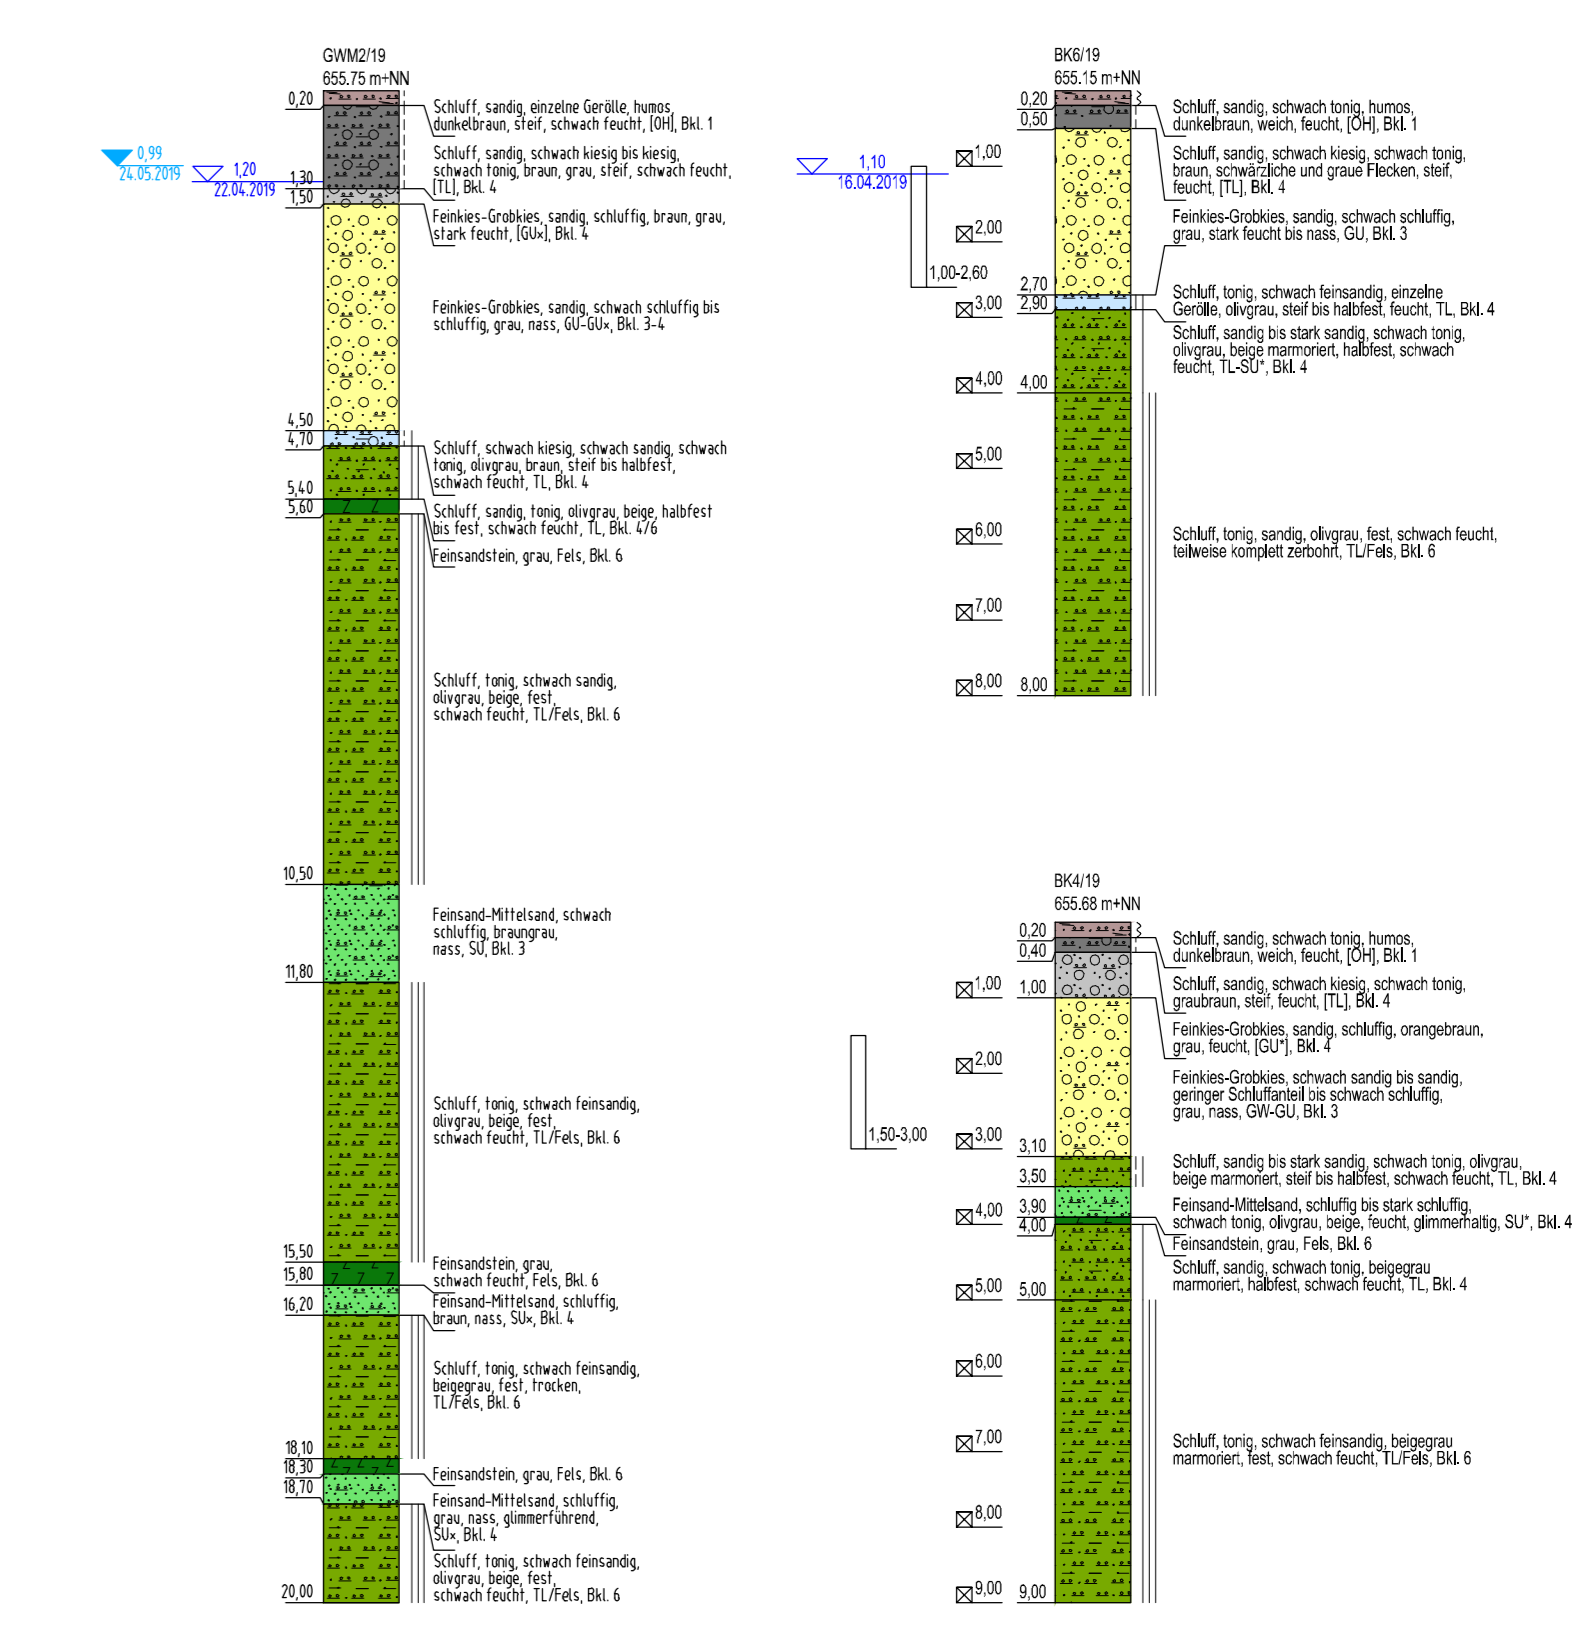 GWM2/19
655.75 m+NN
0,20
Schluff, sandig, einzelne Gerölle, humos,
dunkelbraun, steif, schwach feucht, [OH], Bkl. 1
0,99
24.05.2019
1,20
22.04.2019
1,30
1,50
Schluff, sandig, schwach kiesig bis kiesig,
schwach tonig, braun, grau, steif, schwach feucht,
[TL], Bkl. 4
Feinkies-Grobkies, sandig, schluffig, braun, grau,
stark feucht, [GU×], Bkl. 4
Feinkies-Grobkies, sandig, schwach schluffig bis
schluffig, grau, nass, GU-GU×, Bkl. 3-4
4,50
4,70
Schluff, schwach kiesig, schwach sandig, schwach
tonig, olivgrau, braun, steif bis halbfest,
schwach feucht, TL, Bkl. 4
5,40
5,60
Schluff, sandig, tonig, olivgrau, beige, halbfest
bis fest, schwach feucht, TL, Bkl. 4/6
Feinsandstein, grau, Fels, Bkl. 6
Schluff, tonig, schwach sandig,
olivgrau, beige, fest,
schwach feucht, TL/Fels, Bkl. 6
10,50
Feinsand-Mittelsand, schwach
schluffig, braungrau,
nass, SU, Bkl. 3
11,80
Schluff, tonig, schwach feinsandig,
olivgrau, beige, fest,
schwach feucht, TL/Fels, Bkl. 6
15,50
15,80
16,20
Feinsandstein, grau,
schwach feucht, Fels, Bkl. 6
Feinsand-Mittelsand, schluffig,
braun, nass, SU×, Bkl. 4
Schluff, tonig, schwach feinsandig,
beigegrau, fest, trocken,
TL/Fels, Bkl. 6
18,10
18,30
18,70
Feinsandstein, grau, Fels, Bkl. 6
Feinsand-Mittelsand, schluffig,
grau, nass, glimmerführend,
SU×, Bkl. 4
Schluff, tonig, schwach feinsandig,
olivgrau, beige, fest,
schwach feucht, TL/Fels, Bkl. 6
20,00
BK6/19
655.15 m+NN
0,20
0,50
Schluff, sandig, schwach tonig, humos,
dunkelbraun, weich, feucht, [OH], Bkl. 1
1,10
16.04.2019
1,00
Schluff, sandig, schwach kiesig, schwach tonig,
braun, schwärzliche und graue Flecken, steif,
feucht, [TL], Bkl. 4
2,00
Feinkies-Grobkies, sandig, schwach schluffig,
grau, stark feucht bis nass, GU, Bkl. 3
1,00-2,60
2,70
2,90
3,00
Schluff, tonig, schwach feinsandig, einzelne
Gerölle, olivgrau, steif bis halbfest, feucht, TL, Bkl. 4
Schluff, sandig bis stark sandig, schwach tonig,
olivgrau, beige marmoriert, halbfest, schwach
feucht, TL-SU*, Bkl. 4
4,00
4,00
5,00
6,00
Schluff, tonig, sandig, olivgrau, fest, schwach feucht,
teilweise komplett zerbohrt, TL/Fels, Bkl. 6
7,00
8,00
8,00
BK4/19
655.68 m+NN
0,20
0,40
Schluff, sandig, schwach tonig, humos,
dunkelbraun, weich, feucht, [OH], Bkl. 1
1,00
1,00
Schluff, sandig, schwach kiesig, schwach tonig,
graubraun, steif, feucht, [TL], Bkl. 4
Feinkies-Grobkies, sandig, schluffig, orangebraun,
grau, feucht, [GU*], Bkl. 4
2,00
Feinkies-Grobkies, schwach sandig bis sandig,
geringer Schluffanteil bis schwach schluffig,
grau, nass, GW-GU, Bkl. 3
1,50-3,00
3,00
3,10
3,50
Schluff, sandig bis stark sandig, schwach tonig, olivgrau,
beige marmoriert, steif bis halbfest, schwach feucht, TL, Bkl. 4
4,00
3,90
4,00
Feinsand-Mittelsand, schluffig bis stark schluffig,
schwach tonig, olivgrau, beige, feucht, glimmerhaltig, SU*, Bkl. 4
Feinsandstein, grau, Fels, Bkl. 6
Schluff, sandig, schwach tonig, beigegrau
marmoriert, halbfest, schwach feucht, TL, Bkl. 4
5,00
5,00
6,00
7,00
Schluff, tonig, schwach feinsandig, beigegrau
marmoriert, fest, schwach feucht, TL/Fels, Bkl. 6
8,00
9,00
9,00